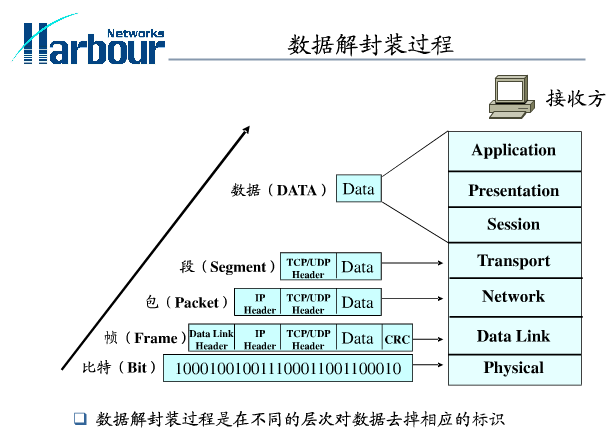 Networks
Harbour
数据解封装过程
接收方
Application
数据（DATA） Data
Presentation
Session
段（Segment） TCP/UDP Header Data
Transport
包（Packet） IP Header TCP/UDP Header Data
Network
帧（Frame） Data Link Header IP Header TCP/UDP Header Data CRC
Data Link
比特（Bit） 100010010011100011001100010
Physical
数据解封装过程是在不同的层次对数据去掉相应的标识